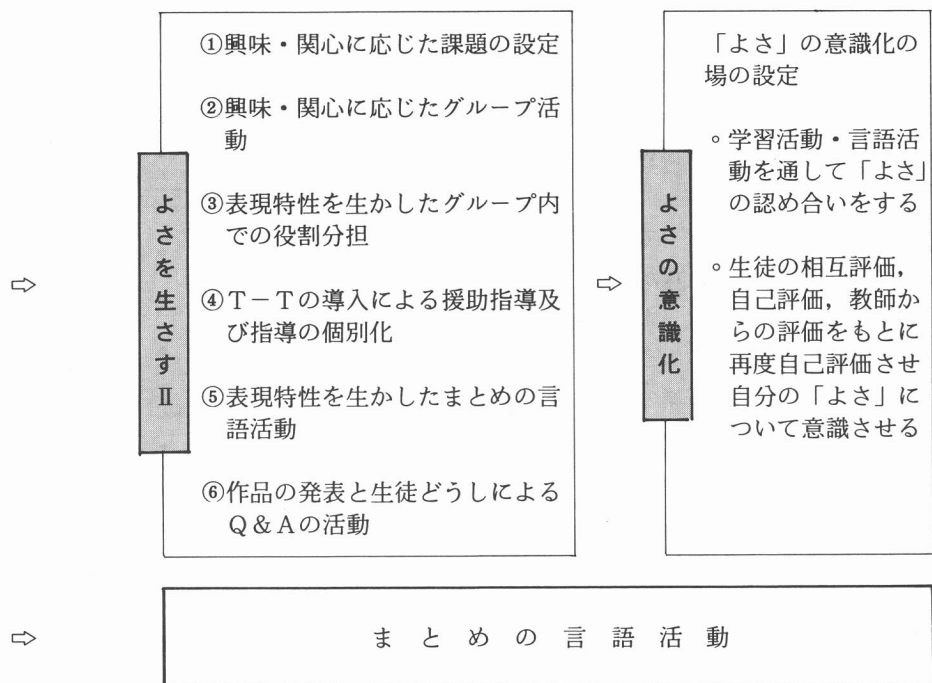 ⇨
よさを生さすⅡ
①興味・関心に応じた課題の設定
②興味・関心に応じたグループ活
動
③表現特性を生かしたグループ内
での役割分担
④T－Tの導入による援助指導及
び指導の個別化
⑤表現特性を生かしたまとめの言
語活動
⑥作品の発表と生徒どうしによる
Q＆Aの活動
⇨
よさの意識化
「よさ」の意識化の
場の設定
◦学習活動・言語活
動を通して「よさ」
の認め合いをする
◦生徒の相互評価，
自己評価，教師か
らの評価をもとに
再度自己評価させ
自分の「よさ」に
ついて意識させる
⇨
まとめの言語活動